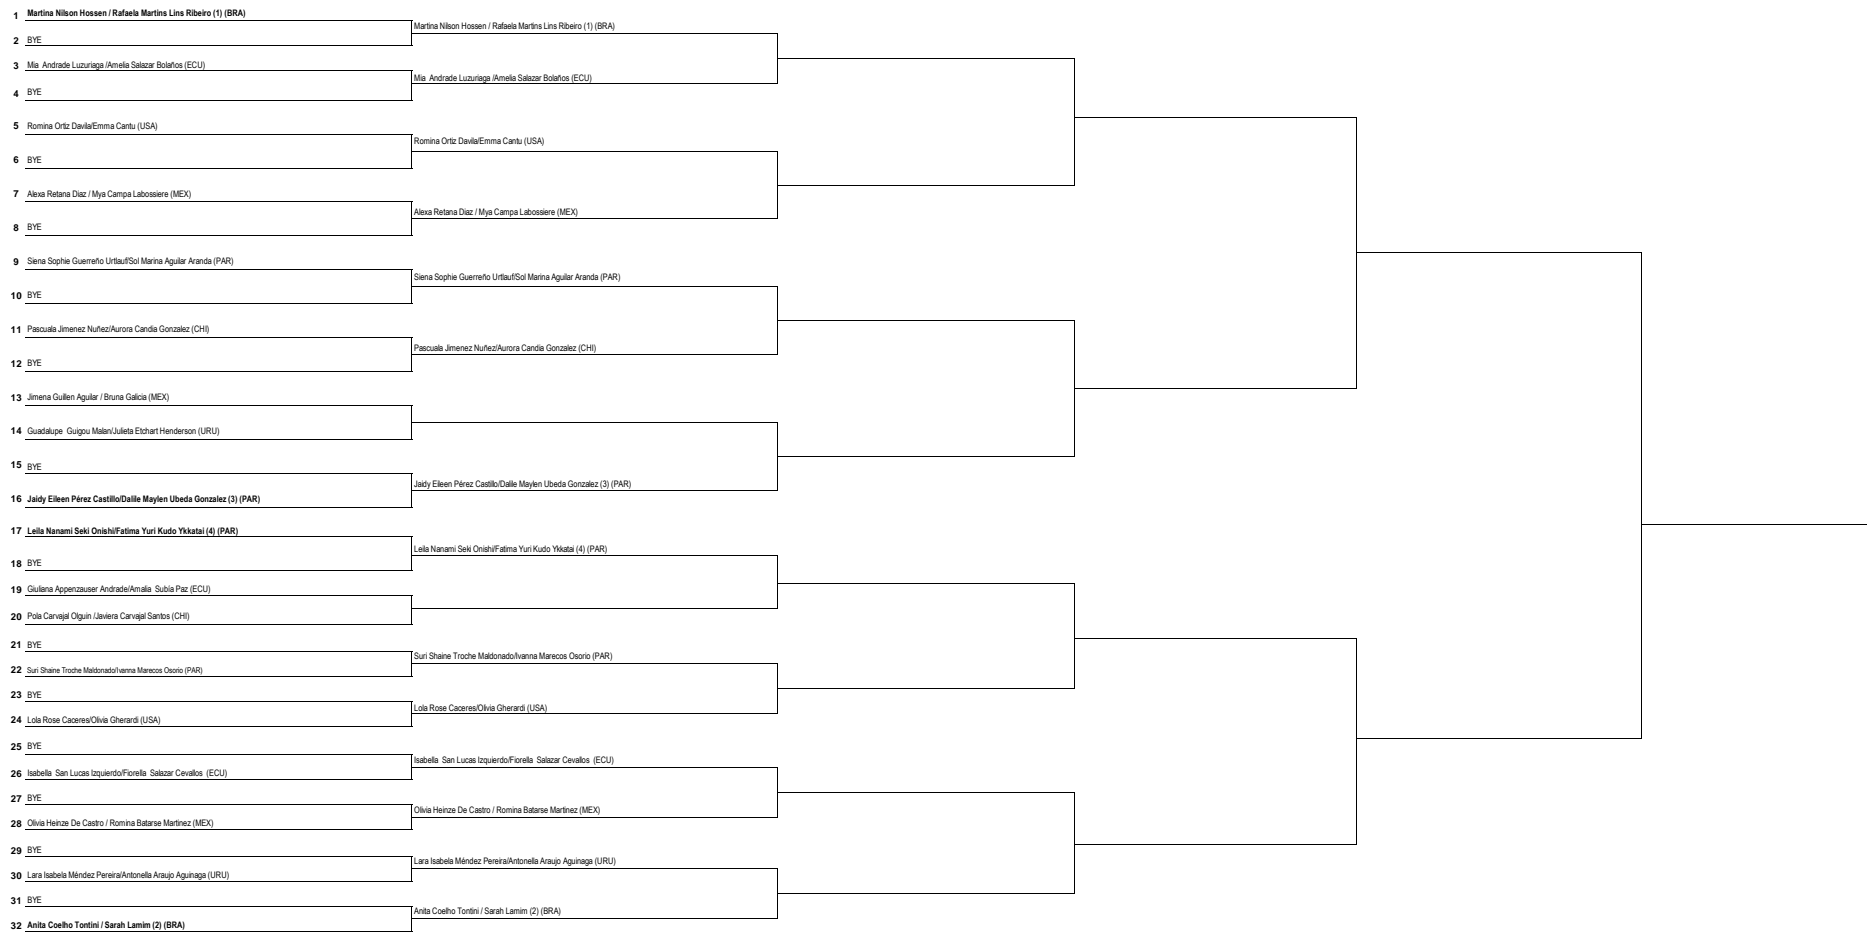 1 Martina Nilson Hossen / Rafaela Martins Lins Ribeiro (1) (BRA)
Martina Nilson Hossen / Rafaela Martins Lins Ribeiro (1) (BRA)
2 BYE
3 Mia Andrade Luzuriaga /Amelia Salazar Bolaños (ECU)
Mia Andrade Luzuriaga /Amelia Salazar Bolaños (ECU)
4 BYE
5 Romina Ortiz Davila/Emma Cantu (USA)
Romina Ortiz Davila/Emma Cantu (USA)
6 BYE
7 Alexa Retana Diaz / Mya Campa Labossiere (MEX)
Alexa Retana Diaz / Mya Campa Labossiere (MEX)
8 BYE
9 Siena Sophie Guerreño Urtlauf/Sol Marina Aguilar Aranda (PAR)
Siena Sophie Guerreño Urtlauf/Sol Marina Aguilar Aranda (PAR)
10 BYE
11 Pascuala Jimenez Nuñez/Aurora Candia Gonzalez (CHI)
Pascuala Jimenez Nuñez/Aurora Candia Gonzalez (CHI)
12 BYE
13 Jimena Guillen Aguilar / Bruna Galicia (MEX)
14 Guadalupe Guigou Malan/Julieta Etchart Henderson (URU)
15 BYE
Jaidy Eileen Pérez Castillo/Dalile Maylen Ubeda Gonzalez (3) (PAR)
16 Jaidy Eileen Pérez Castillo/Dalile Maylen Ubeda Gonzalez (3) (PAR)
17 Leila Nanami Seki Onishi/Fatima Yuri Kudo Ykkatai (4) (PAR)
Leila Nanami Seki Onishi/Fatima Yuri Kudo Ykkatai (4) (PAR)
18 BYE
19 Giuliana Appenzauser Andrade/Amalia Subía Paz (ECU)
20 Pola Carvajal Olguin /Javiera Carvajal Santos (CHI)
21 BYE
Suri Shaine Troche Maldonado/Ivanna Marecos Osorio (PAR)
22 Suri Shaine Troche Maldonado/Ivanna Marecos Osorio (PAR)
23 BYE
Lola Rose Caceres/Olivia Gherardi (USA)
24 Lola Rose Caceres/Olivia Gherardi (USA)
25 BYE
Isabella San Lucas Izquierdo/Fiorella Salazar Cevallos (ECU)
26 Isabella San Lucas Izquierdo/Fiorella Salazar Cevallos (ECU)
27 BYE
Olivia Heinze De Castro / Romina Batarse Martinez (MEX)
28 Olivia Heinze De Castro / Romina Batarse Martinez (MEX)
29 BYE
Lara Isabela Méndez Pereira/Antonella Araujo Aguinaga (URU)
30 Lara Isabela Méndez Pereira/Antonella Araujo Aguinaga (URU)
31 BYE
Anita Coelho Tontini / Sarah Lamim (2) (BRA)
32 Anita Coelho Tontini / Sarah Lamim (2) (BRA)